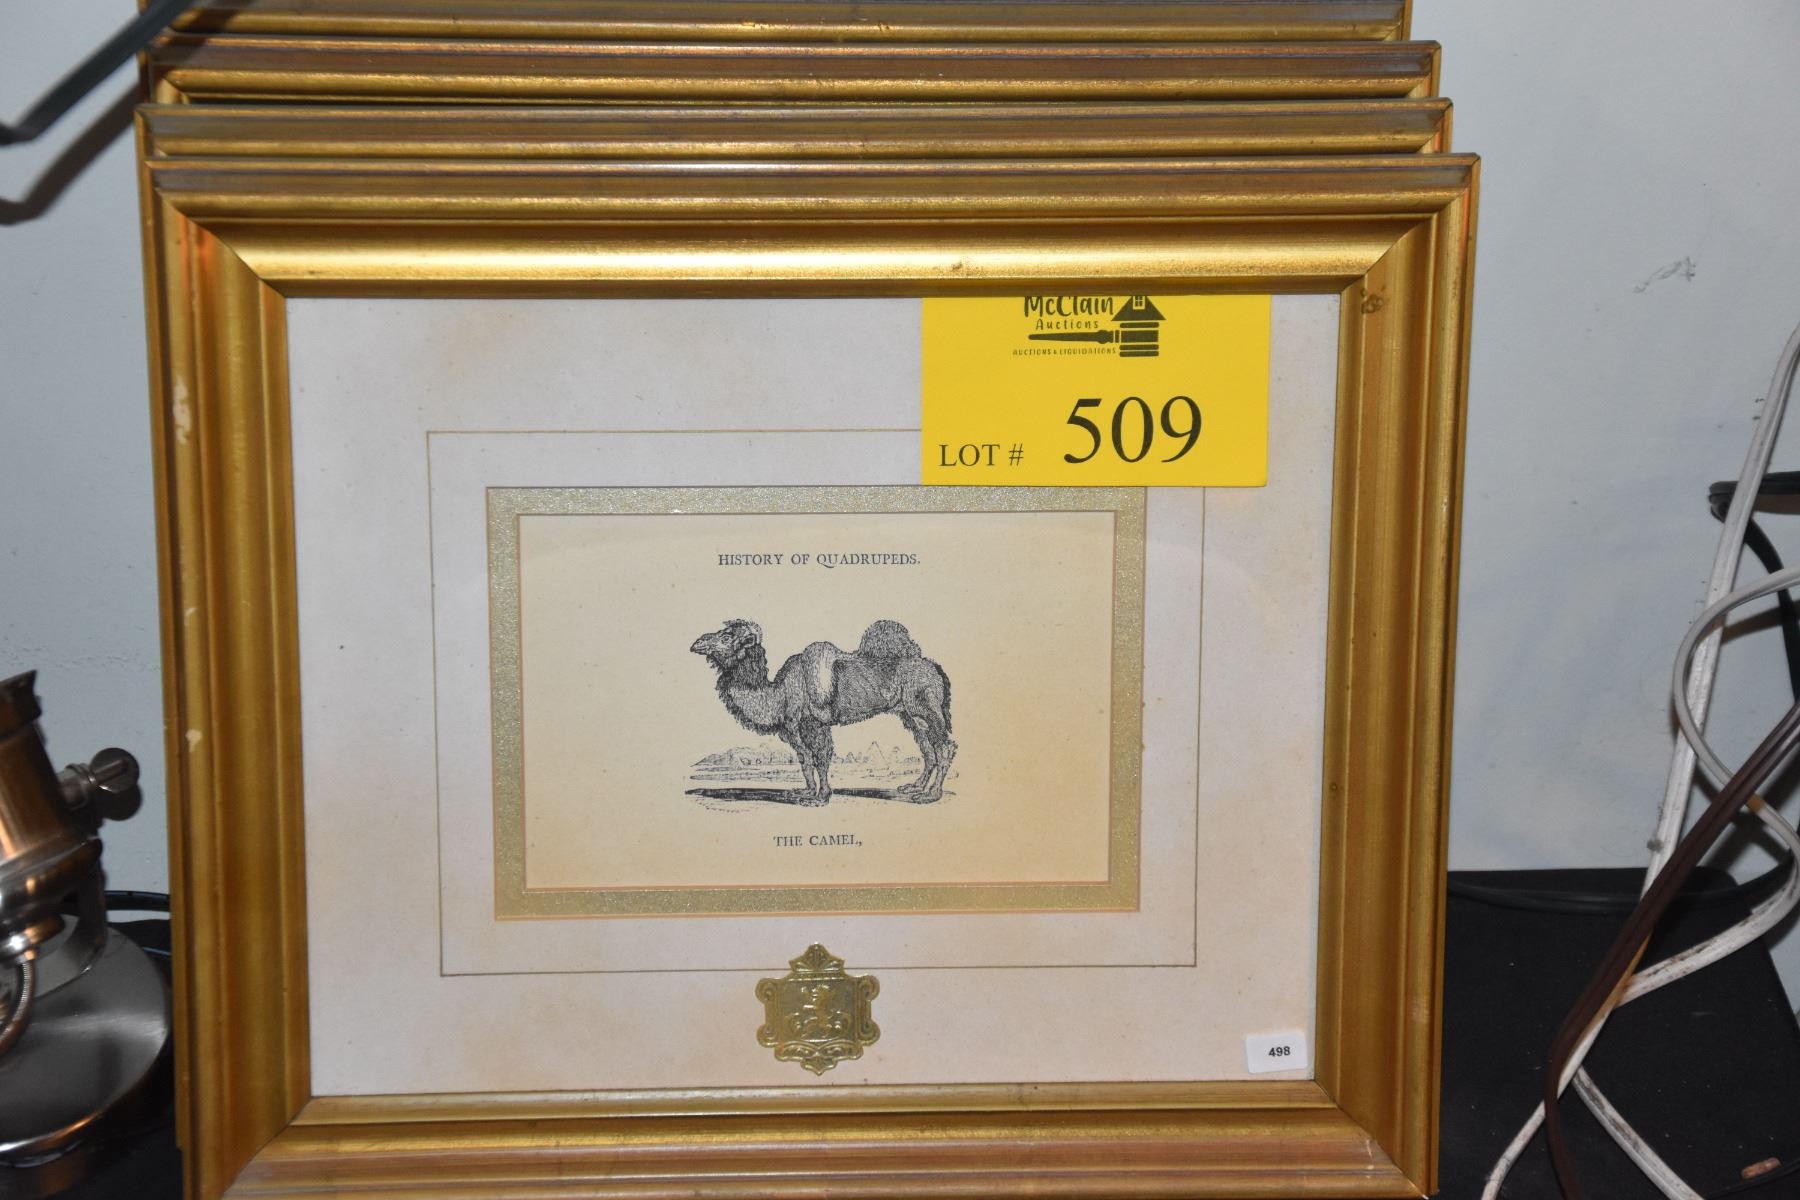 McClain
Auctions
AUCTIONS & LIQUIDATIONS
LOT # 509
HISTORY OF QUADRUPEDS.
THE CAMEL,
498